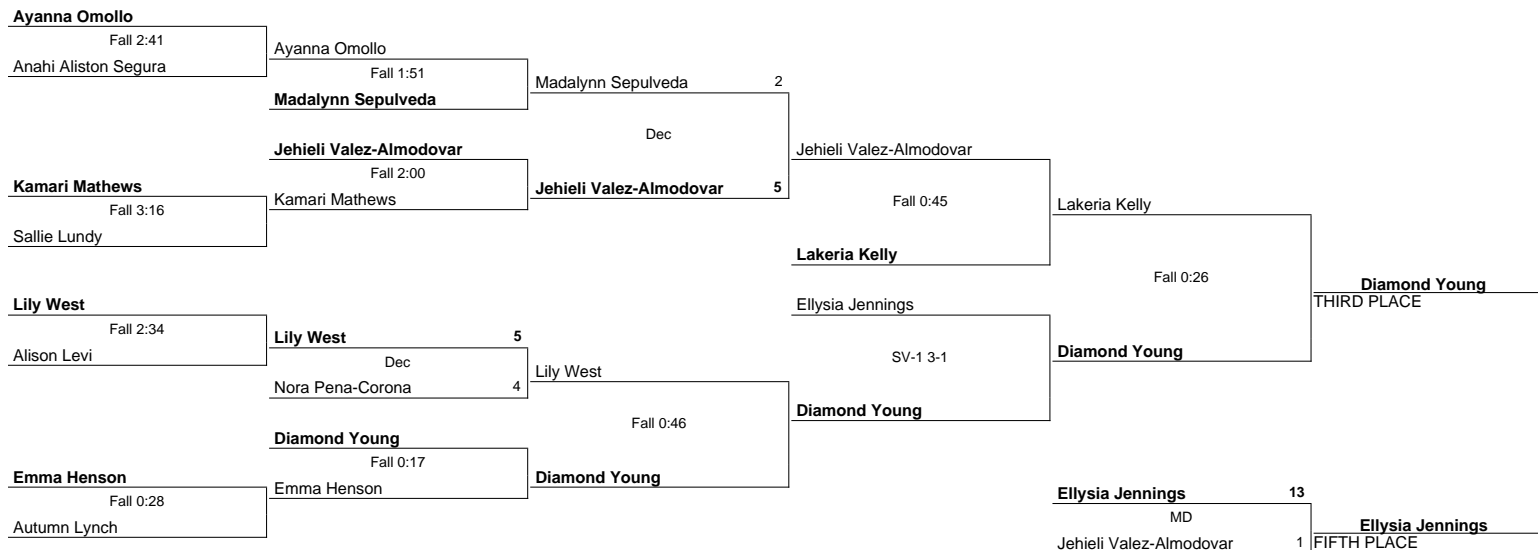 Ayanna Omollo
Fall 2:41
Anahi Aliston Segura
Kamari Mathews
Fall 3:16
Sallie Lundy
Lily West
Fall 2:34
Alison Levi
Emma Henson
Fall 0:28
Autumn Lynch
Ayanna Omollo
Fall 1:51
Madalynn Sepulveda
Jehieli Valez-Almodovar
Fall 2:00
Kamari Mathews
Lily West 5
Dec
Nora Pena-Corona 4
Diamond Young
Fall 0:17
Emma Henson
Madalynn Sepulveda 2
Dec
Jehieli Valez-Almodovar 5
Lily West
Fall 0:46
Diamond Young
Jehieli Valez-Almodovar
Fall 0:45
Lakeria Kelly
Ellysia Jennings
SV-1 3-1
Diamond Young
Lakeria Kelly
Fall 0:26
Diamond Young
Diamond Young
THIRD PLACE
Ellysia Jennings 13
MD
Jehieli Valez-Almodovar 1
Ellysia Jennings
FIFTH PLACE